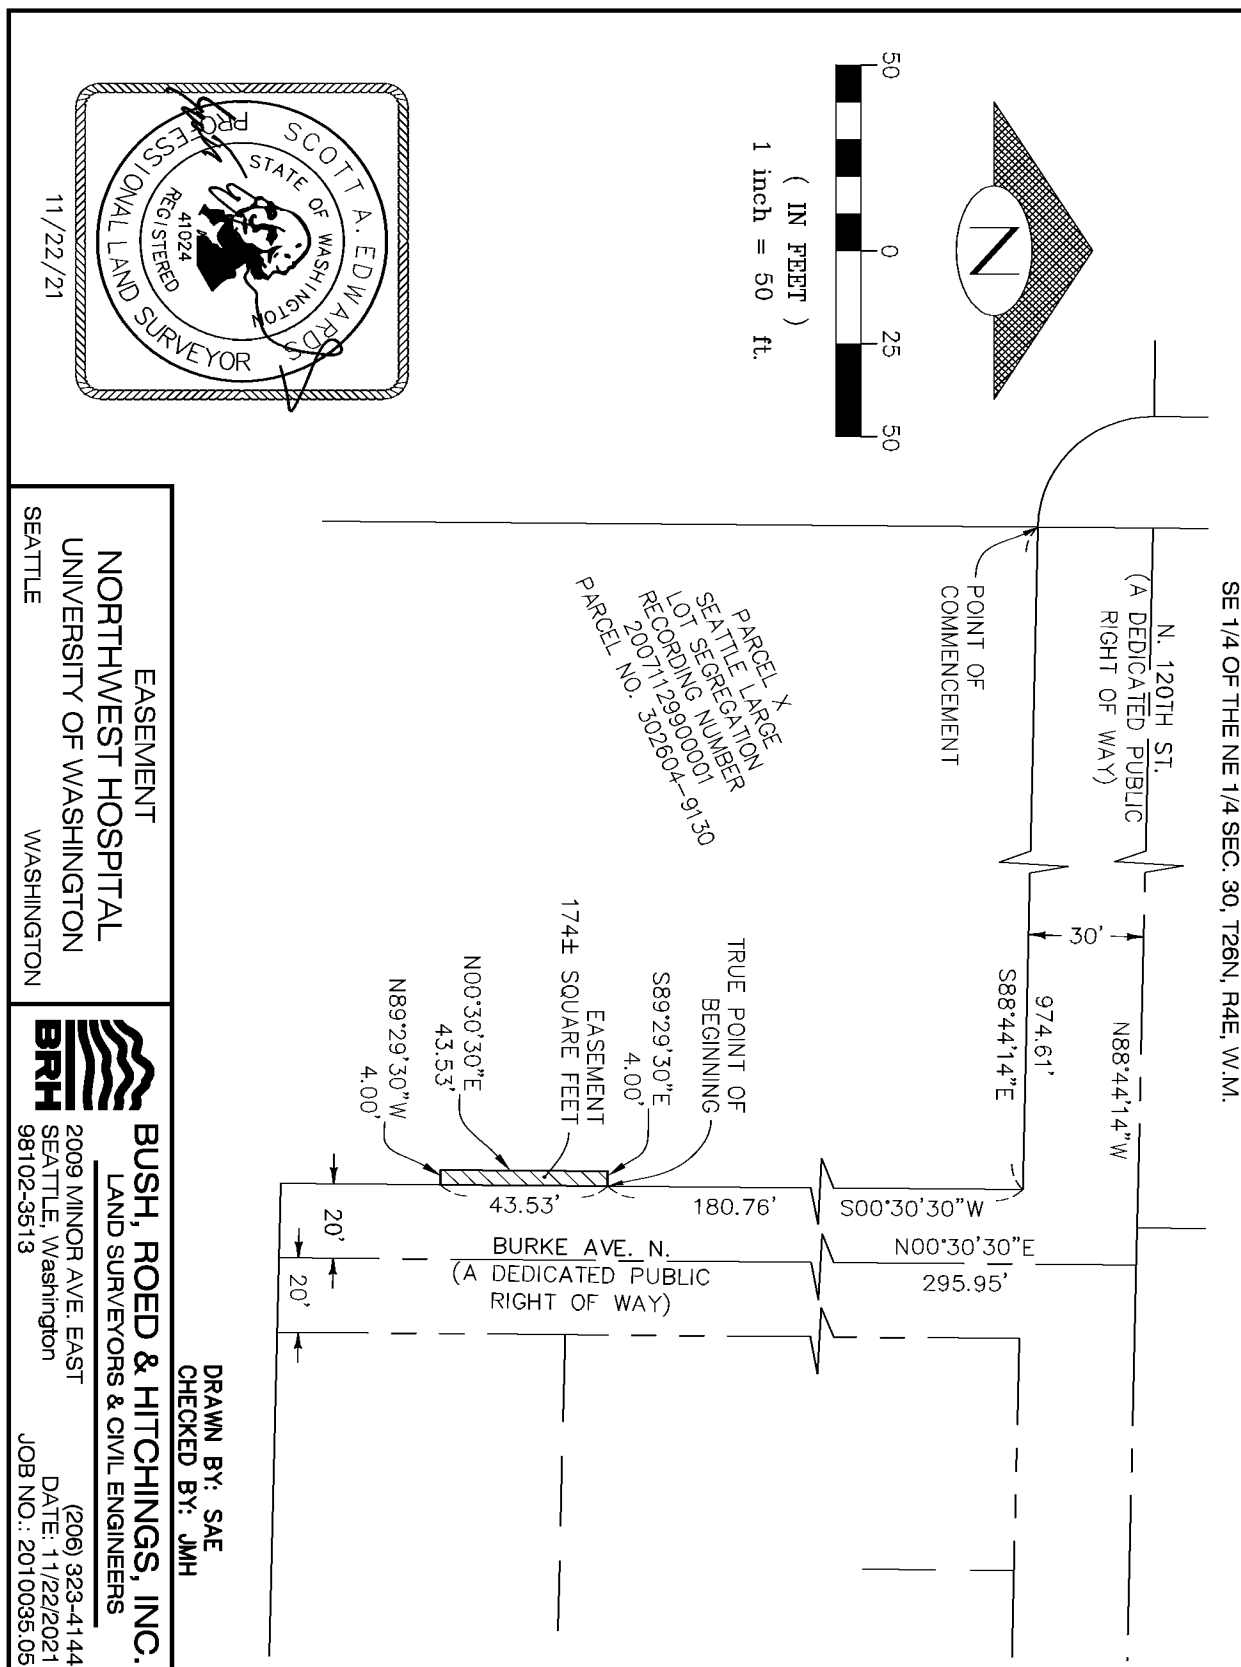 SE 1/4 OF THE NE 1/4 SEC. 30, T26N, R4E, W.M.
N
50
0
25
50
( IN FEET )
1 inch = 50 ft.
SCOTT A. EDWARDS
STATE OF WASHINGTON
41024
REGISTERED
PROFESSIONAL LAND SURVEYOR
11/22/21
N. 120TH ST.
(A DEDICATED PUBLIC
RIGHT OF WAY)
POINT OF
COMMENCEMENT
30'
N88°44'14"W
974.61'
S88°44'14"E
PARCEL X
SEATTLE LARGE
LOT SEGREGATION
RECORDING NUMBER
20071129900001
PARCEL NO. 302604-9130
TRUE POINT OF
BEGINNING
S89°29'30"E
4.00'
EASEMENT
174± SQUARE FEET
N00°30'30"E
43.53'
N89°29'30"W
4.00'
43.53'
180.76'
S00°30'30"W
N00°30'30"E
295.95'
BURKE AVE. N.
(A DEDICATED PUBLIC
RIGHT OF WAY)
20'
20'
DRAWN BY: SAE
CHECKED BY: JMH
EASEMENT
NORTHWEST HOSPITAL
UNIVERSITY OF WASHINGTON
SEATTLE WASHINGTON
BRH
BUSH, ROED & HITCHINGS, INC.
LAND SURVEYORS & CIVIL ENGINEERS
2009 MINOR AVE. EAST (206) 323-4144
SEATTLE, Washington DATE: 11/22/2021
98102-3513 JOB NO.: 2010035.05